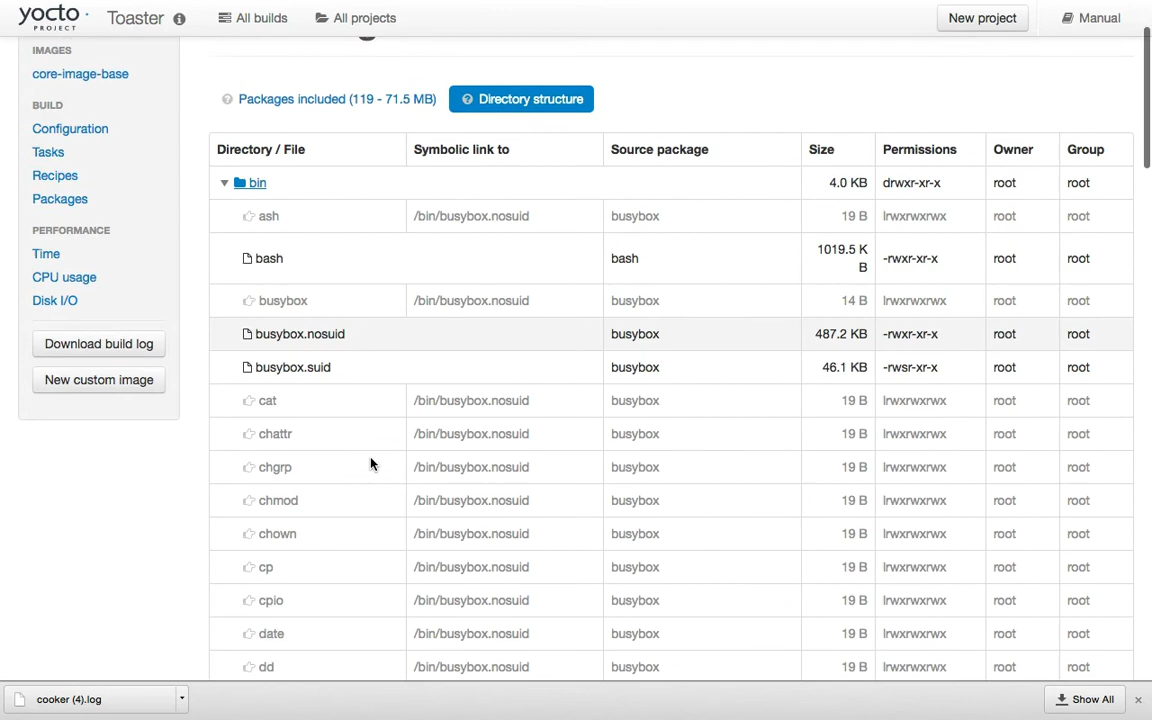 yocto PROJECT Toaster All builds All projects New project Manual
IMAGES
core-image-base
BUILD
Configuration
Tasks
Recipes
Packages
PERFORMANCE
Time
CPU usage
Disk I/O
Download build log
New custom image
Packages included (119 - 71.5 MB) Directory structure
Directory / File Symbolic link to Source package Size Permissions Owner Group
bin 4.0 KB drwxr-xr-x root root
ash /bin/busybox.nosuid busybox 19 B lrwxrwxrwx root root
bash bash 1019.5 K
B -rwxr-xr-x root root
busybox /bin/busybox.nosuid busybox 14 B lrwxrwxrwx root root
busybox.nosuid busybox 487.2 KB -rwxr-xr-x root root
busybox.suid busybox 46.1 KB -rwsr-xr-x root root
cat /bin/busybox.nosuid busybox 19 B lrwxrwxrwx root root
chattr /bin/busybox.nosuid busybox 19 B lrwxrwxrwx root root
chgrp /bin/busybox.nosuid busybox 19 B lrwxrwxrwx root root
chmod /bin/busybox.nosuid busybox 19 B lrwxrwxrwx root root
chown /bin/busybox.nosuid busybox 19 B lrwxrwxrwx root root
cp /bin/busybox.nosuid busybox 19 B lrwxrwxrwx root root
cpio /bin/busybox.nosuid busybox 19 B lrwxrwxrwx root root
date /bin/busybox.nosuid busybox 19 B lrwxrwxrwx root root
dd /bin/busybox.nosuid busybox 19 B lrwxrwxrwx root root
cooker (4).log Show All